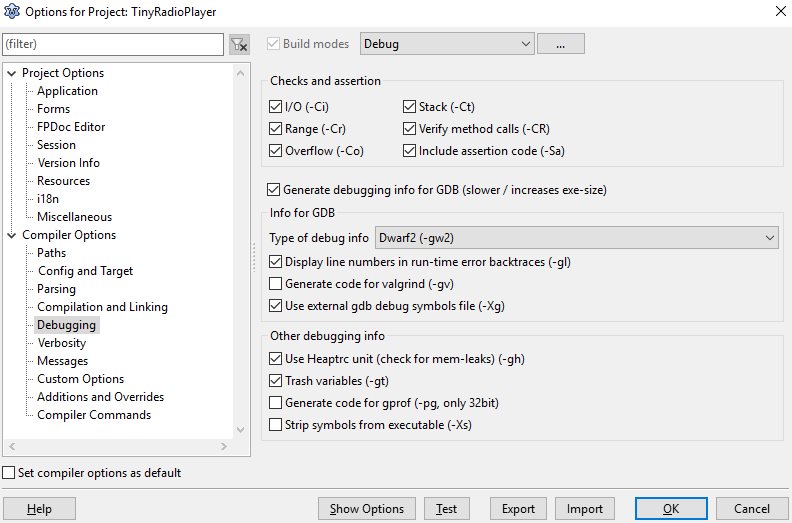 Options for Project: TinyRadioPlayer
(filter)
Build modes
Debug
...
Project Options
Application
Forms
FPDoc Editor
Session
Version Info
Resources
i18n
Miscellaneous
Compiler Options
Paths
Config and Target
Parsing
Compilation and Linking
Debugging
Verbosity
Messages
Custom Options
Additions and Overrides
Compiler Commands
Checks and assertion
I/O (-Ci)
Stack (-Ct)
Range (-Cr)
Verify method calls (-CR)
Overflow (-Co)
Include assertion code (-Sa)
Generate debugging info for GDB (slower / increases exe-size)
Info for GDB
Type of debug info
Dwarf2 (-gw2)
Display line numbers in run-time error backtraces (-gl)
Generate code for valgrind (-gv)
Use external gdb debug symbols file (-Xg)
Other debugging info
Use Heaptrc unit (check for mem-leaks) (-gh)
Trash variables (-gt)
Generate code for gprof (-pg, only 32bit)
Strip symbols from executable (-Xs)
Set compiler options as default
Help
Show Options
Test
Export
Import
OK
Cancel